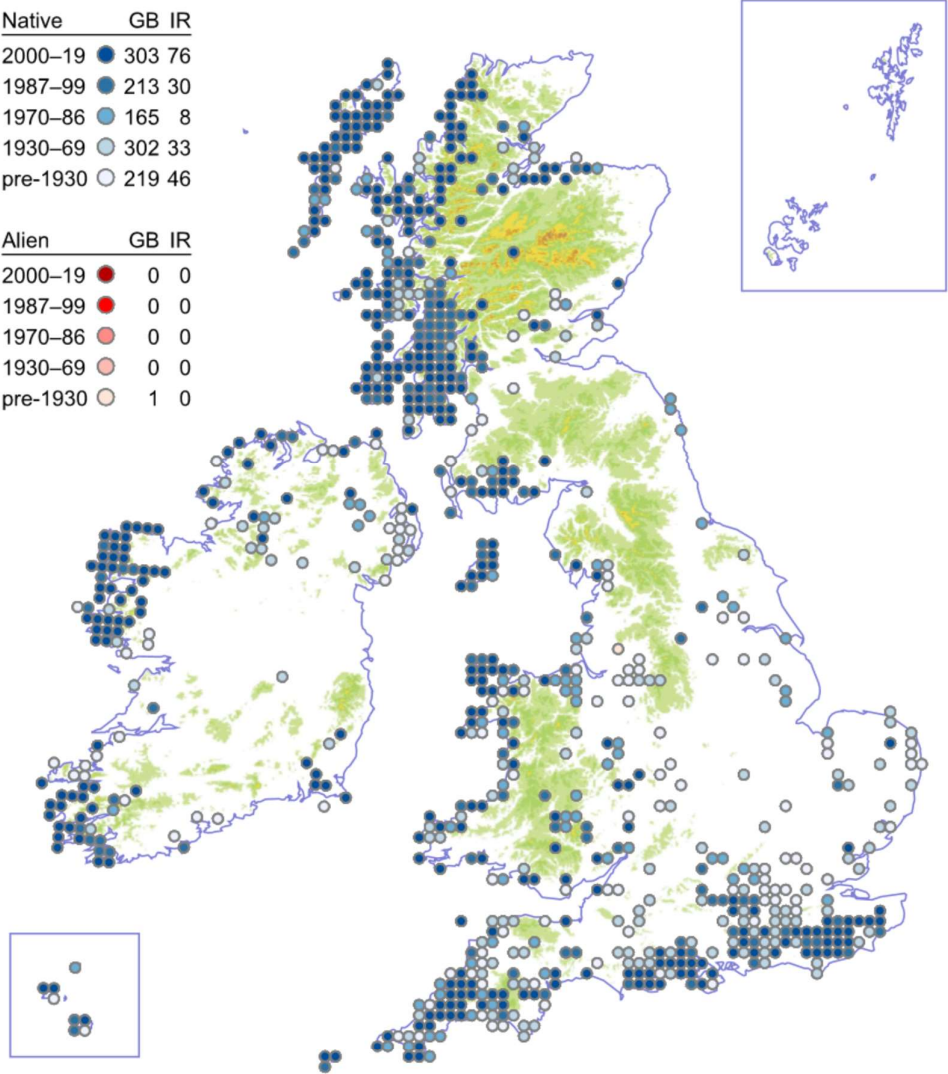 Native GB IR
2000–19 303 76
1987–99 213 30
1970–86 165 8
1930–69 302 33
pre-1930 219 46
Alien GB IR
2000–19 0 0
1987–99 0 0
1970–86 0 0
1930–69 0 0
pre-1930 1 0